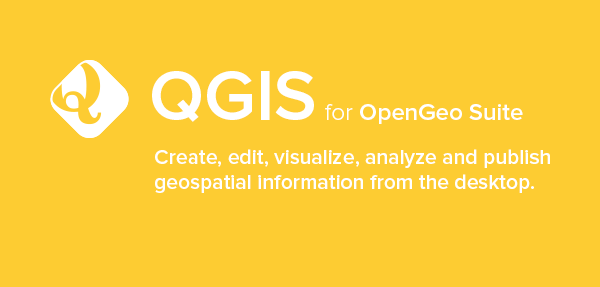 QGIS for OpenGeo Suite
Create, edit, visualize, analyze and publish
geospatial information from the desktop.